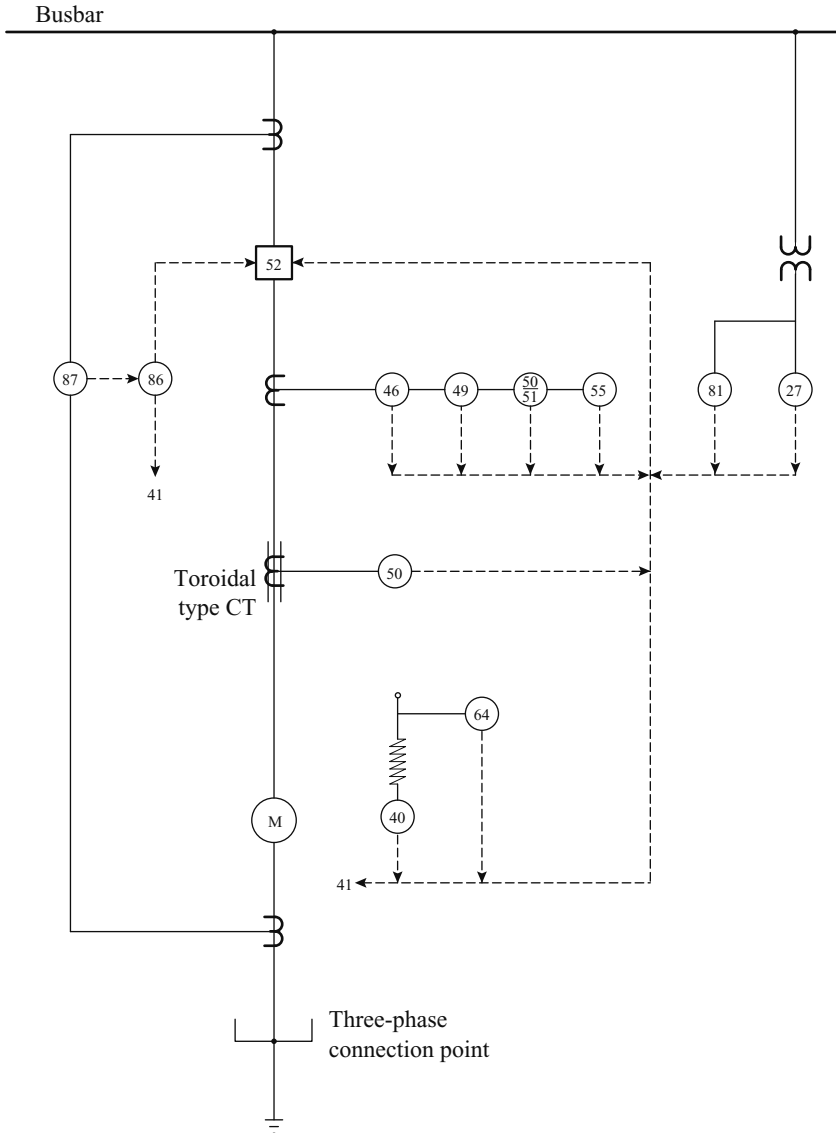 Busbar
52
87
86
46
49
50
51
55
81
27
41
Toroidal
type CT
50
64
M
40
41
Three-phase
connection point